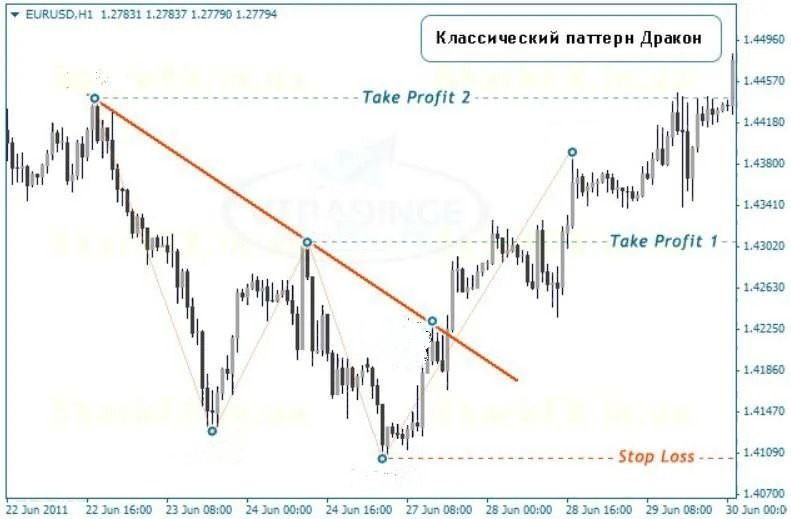 EURUSD,H1 1.27831 1.27837 1.27790 1.27794
Классический паттерн Дракон
1.44960
1.44570
Take Profit 2
1.44180
1.43800
1.43410
Take Profit 1
1.43020
1.42630
1.42250
1.41860
1.41470
Stop Loss
1.41090
1.40700
22 Jun 2011 22 Jun 16:00 23 Jun 08:00 24 Jun 00:00 24 Jun 16:00 27 Jun 08:00 28 Jun 00:00 28 Jun 16:00 29 Jun 08:00 30 Jun 00:0